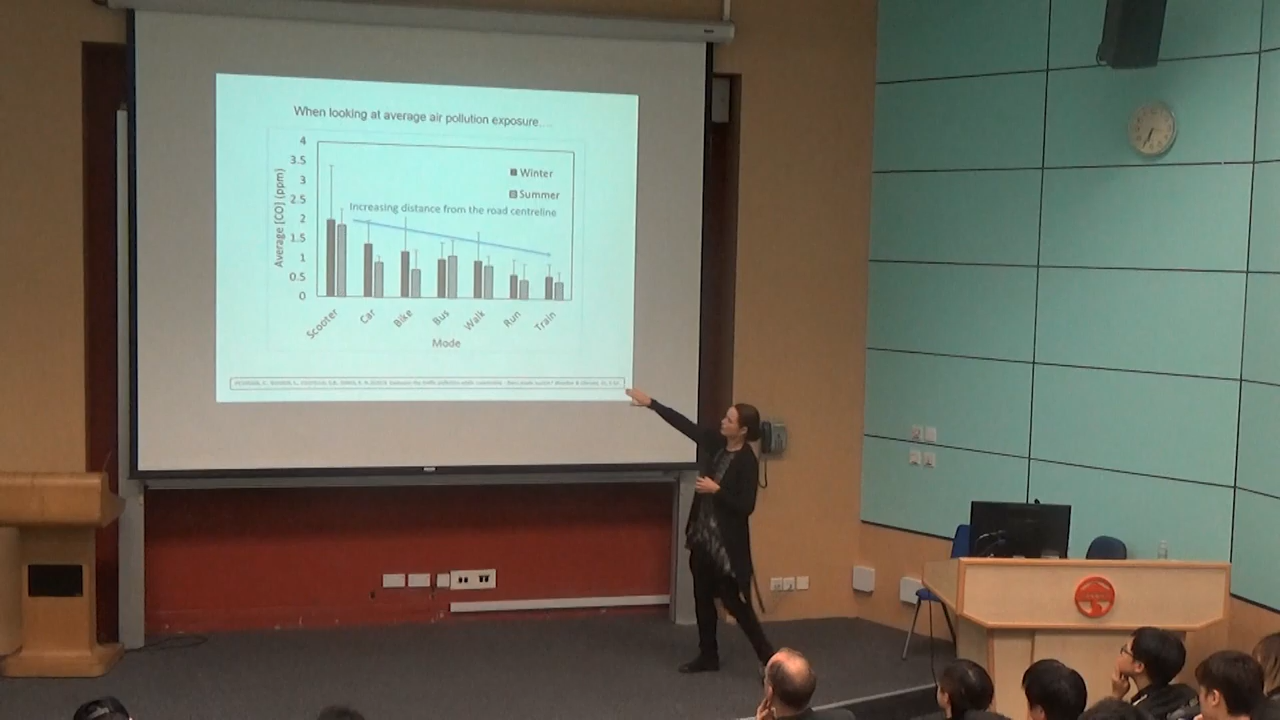 When looking at average air pollution exposure....
4
3.5
3
2.5
2
1.5
1
0.5
0
Average [CO] (ppm)
Winter
Summer
Increasing distance from the road centreline
Scooter
Car
Bike
Bus
Walk
Run
Train
Mode